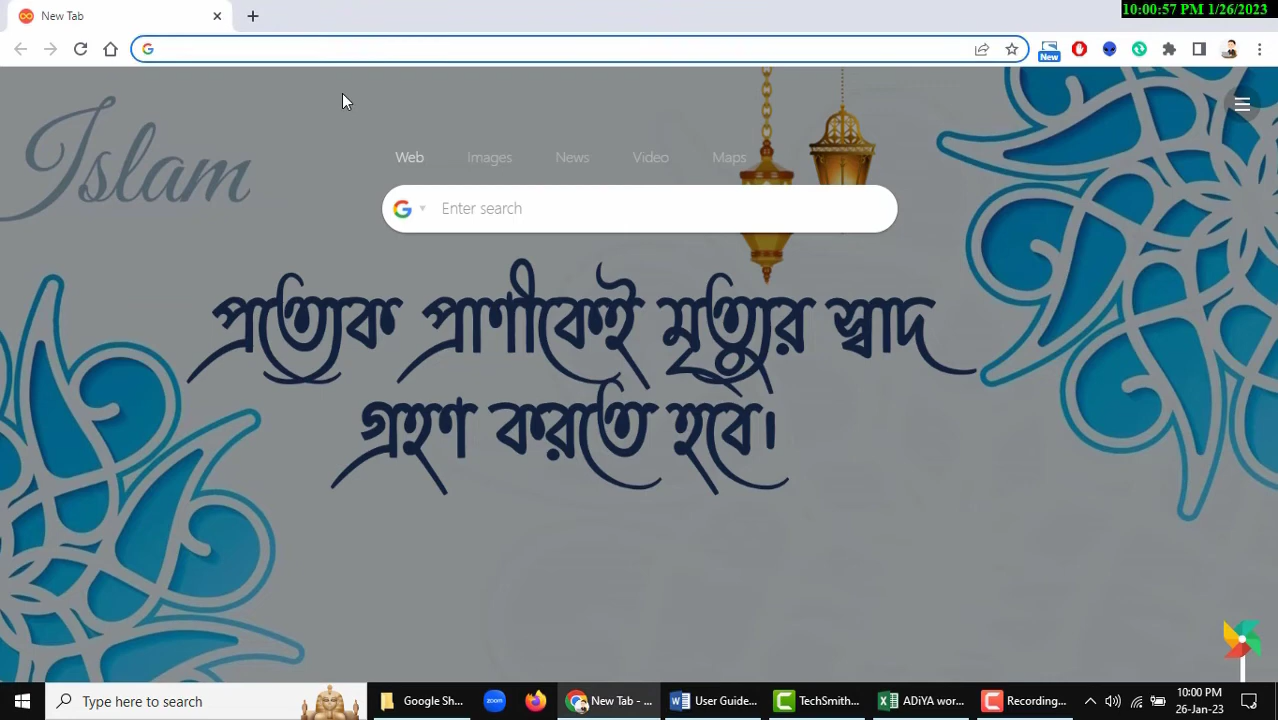 New Tab
10:00:57 PM 1/26/2023
New
Islam
Web Images News Video Maps
Enter search
প্রত্যেক প্রাণীকেই মৃত্যুর স্বাদ
গ্রহণ করতে হবে।
Type here to search
Google Sh...
zoom
New Tab - ...
User Guide...
TechSmith...
ADiYA wor...
Recording...
10:00 PM
26-Jan-23